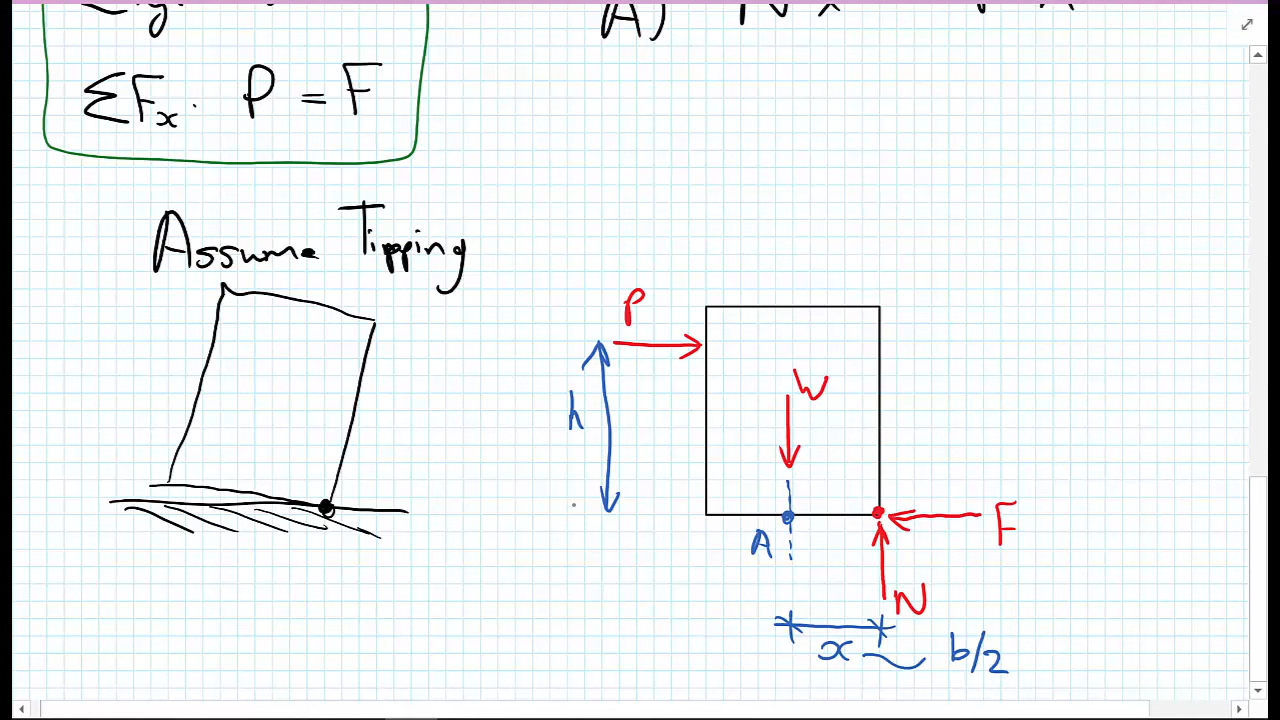 ΣFx. P = F
Assume Tipping
P
W
h
A
F
N
x
b/2